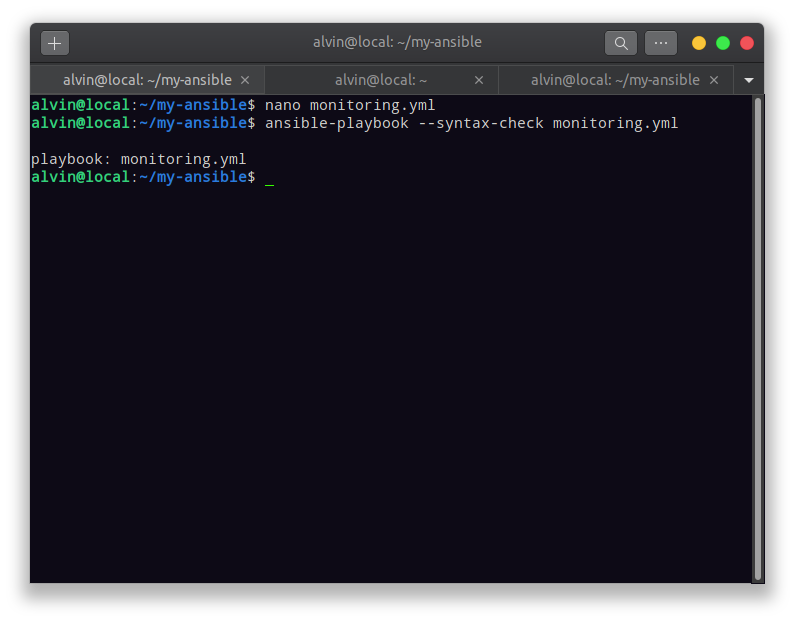 alvin@local: ~/my-ansible
alvin@local: ~/my-ansible × alvin@local: ~ × alvin@local: ~/my-ansible ×
alvin@local:~/my-ansible$ nano monitoring.yml
alvin@local:~/my-ansible$ ansible-playbook --syntax-check monitoring.yml
playbook: monitoring.yml
alvin@local:~/my-ansible$ _